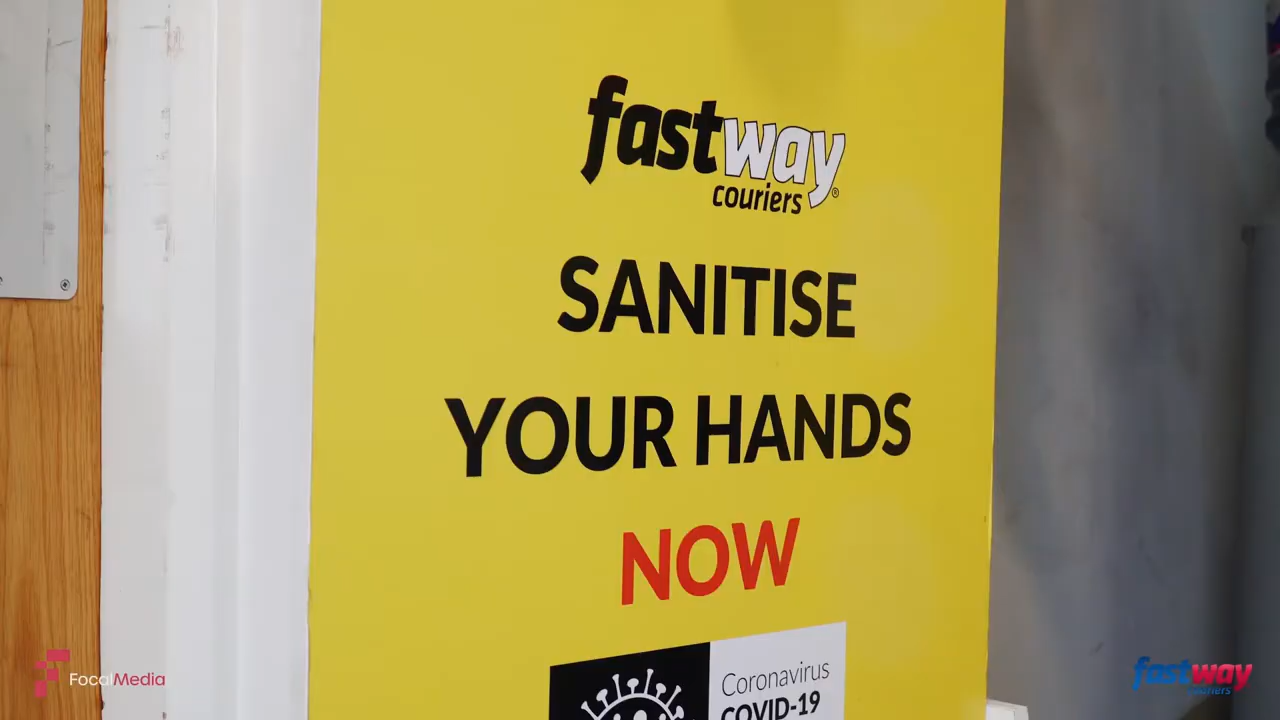 fastway
couriers®
SANITISE
YOUR HANDS
NOW
Coronavirus
COVID-19
FocalMedia
fastway
couriers